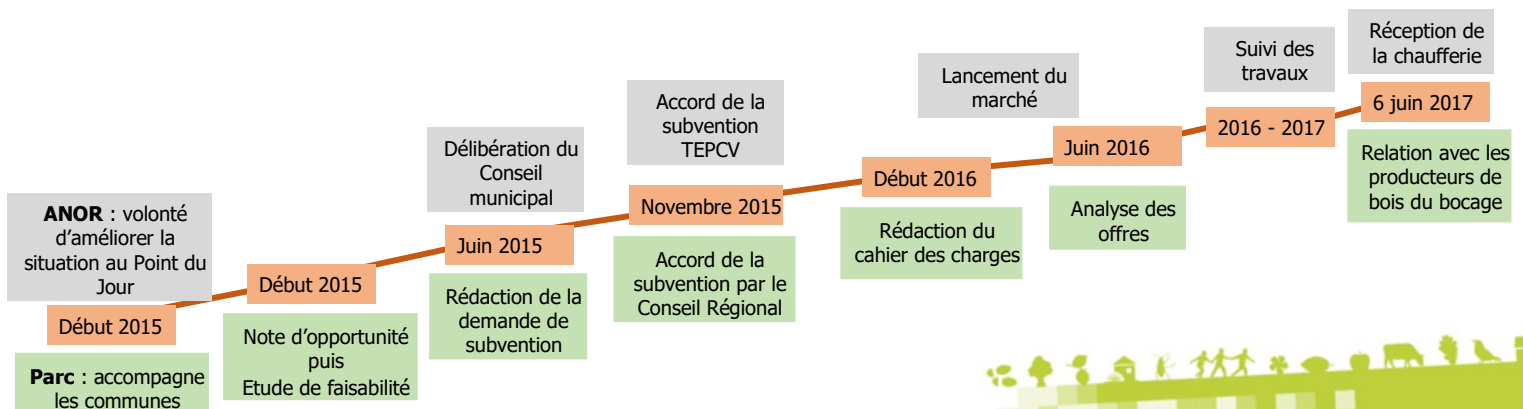 ANOR : volonté
d’améliorer la
situation au Point du
Jour
Début 2015
Parc : accompagne
les communes
Début 2015
Note d’opportunité
puis
Etude de faisabilité
Délibération du
Conseil
municipal
Juin 2015
Rédaction de la
demande de
subvention
Accord de la
subvention
TEPCV
Novembre 2015
Accord de la
subvention par le
Conseil Régional
Début 2016
Rédaction du
cahier des charges
Lancement du
marché
Juin 2016
Analyse des
offres
Suivi des
travaux
2016 - 2017
Réception de
la chaufferie
6 juin 2017
Relation avec les
producteurs de
bois du bocage